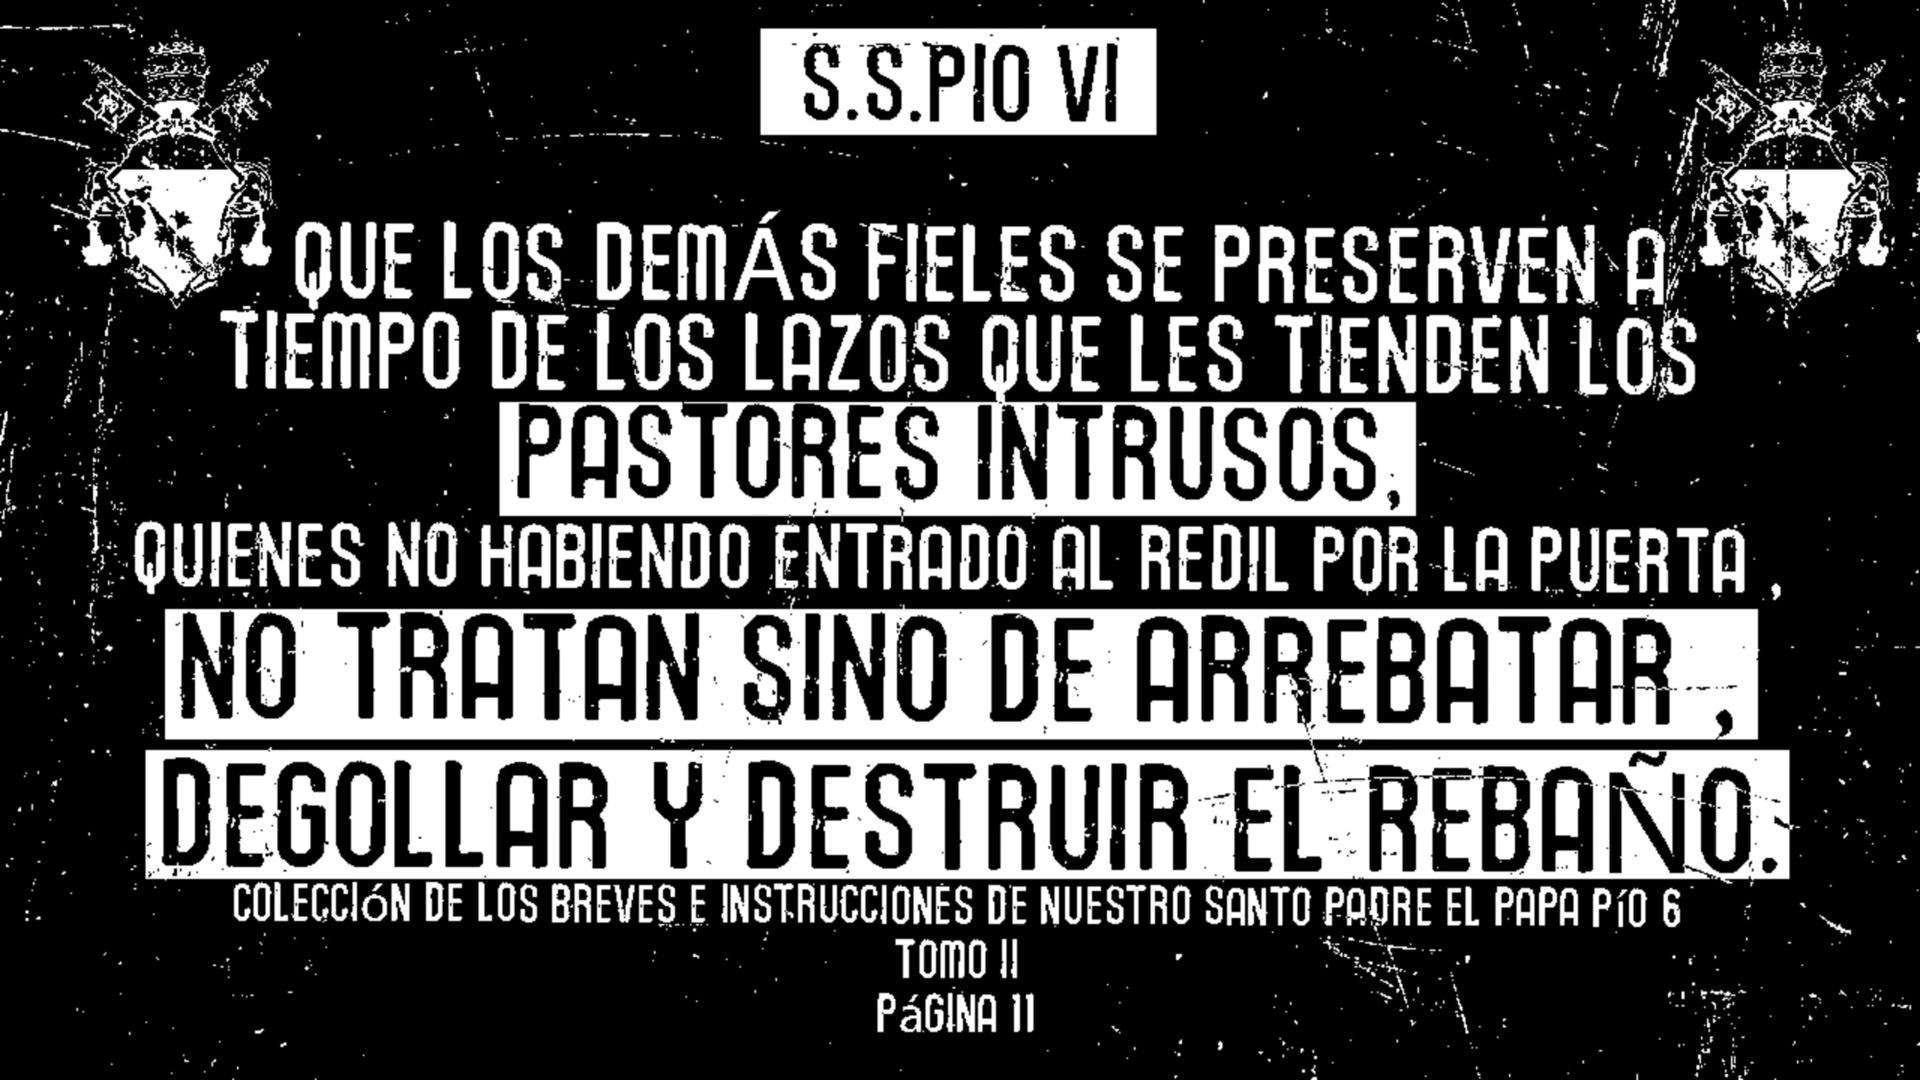 S.S.PIO VI
QUE LOS DEMÁS FIELES SE PRESERVEN A
TIEMPO DE LOS LAZOS QUE LES TIENDEN LOS
PASTORES INTRUSOS,
QUIENES NO HABIENDO ENTRADO AL REDIL POR LA PUERTA ,
NO TRATAN SINO DE ARREBATAR ,
DEGOLLAR Y DESTRUIR EL REBAÑO.
COLECCIóN DE LOS BREVES E INSTRUCCIONES DE NUESTRO SANTO PADRE EL PAPA PíO 6
TOMO II
PáGINA 11